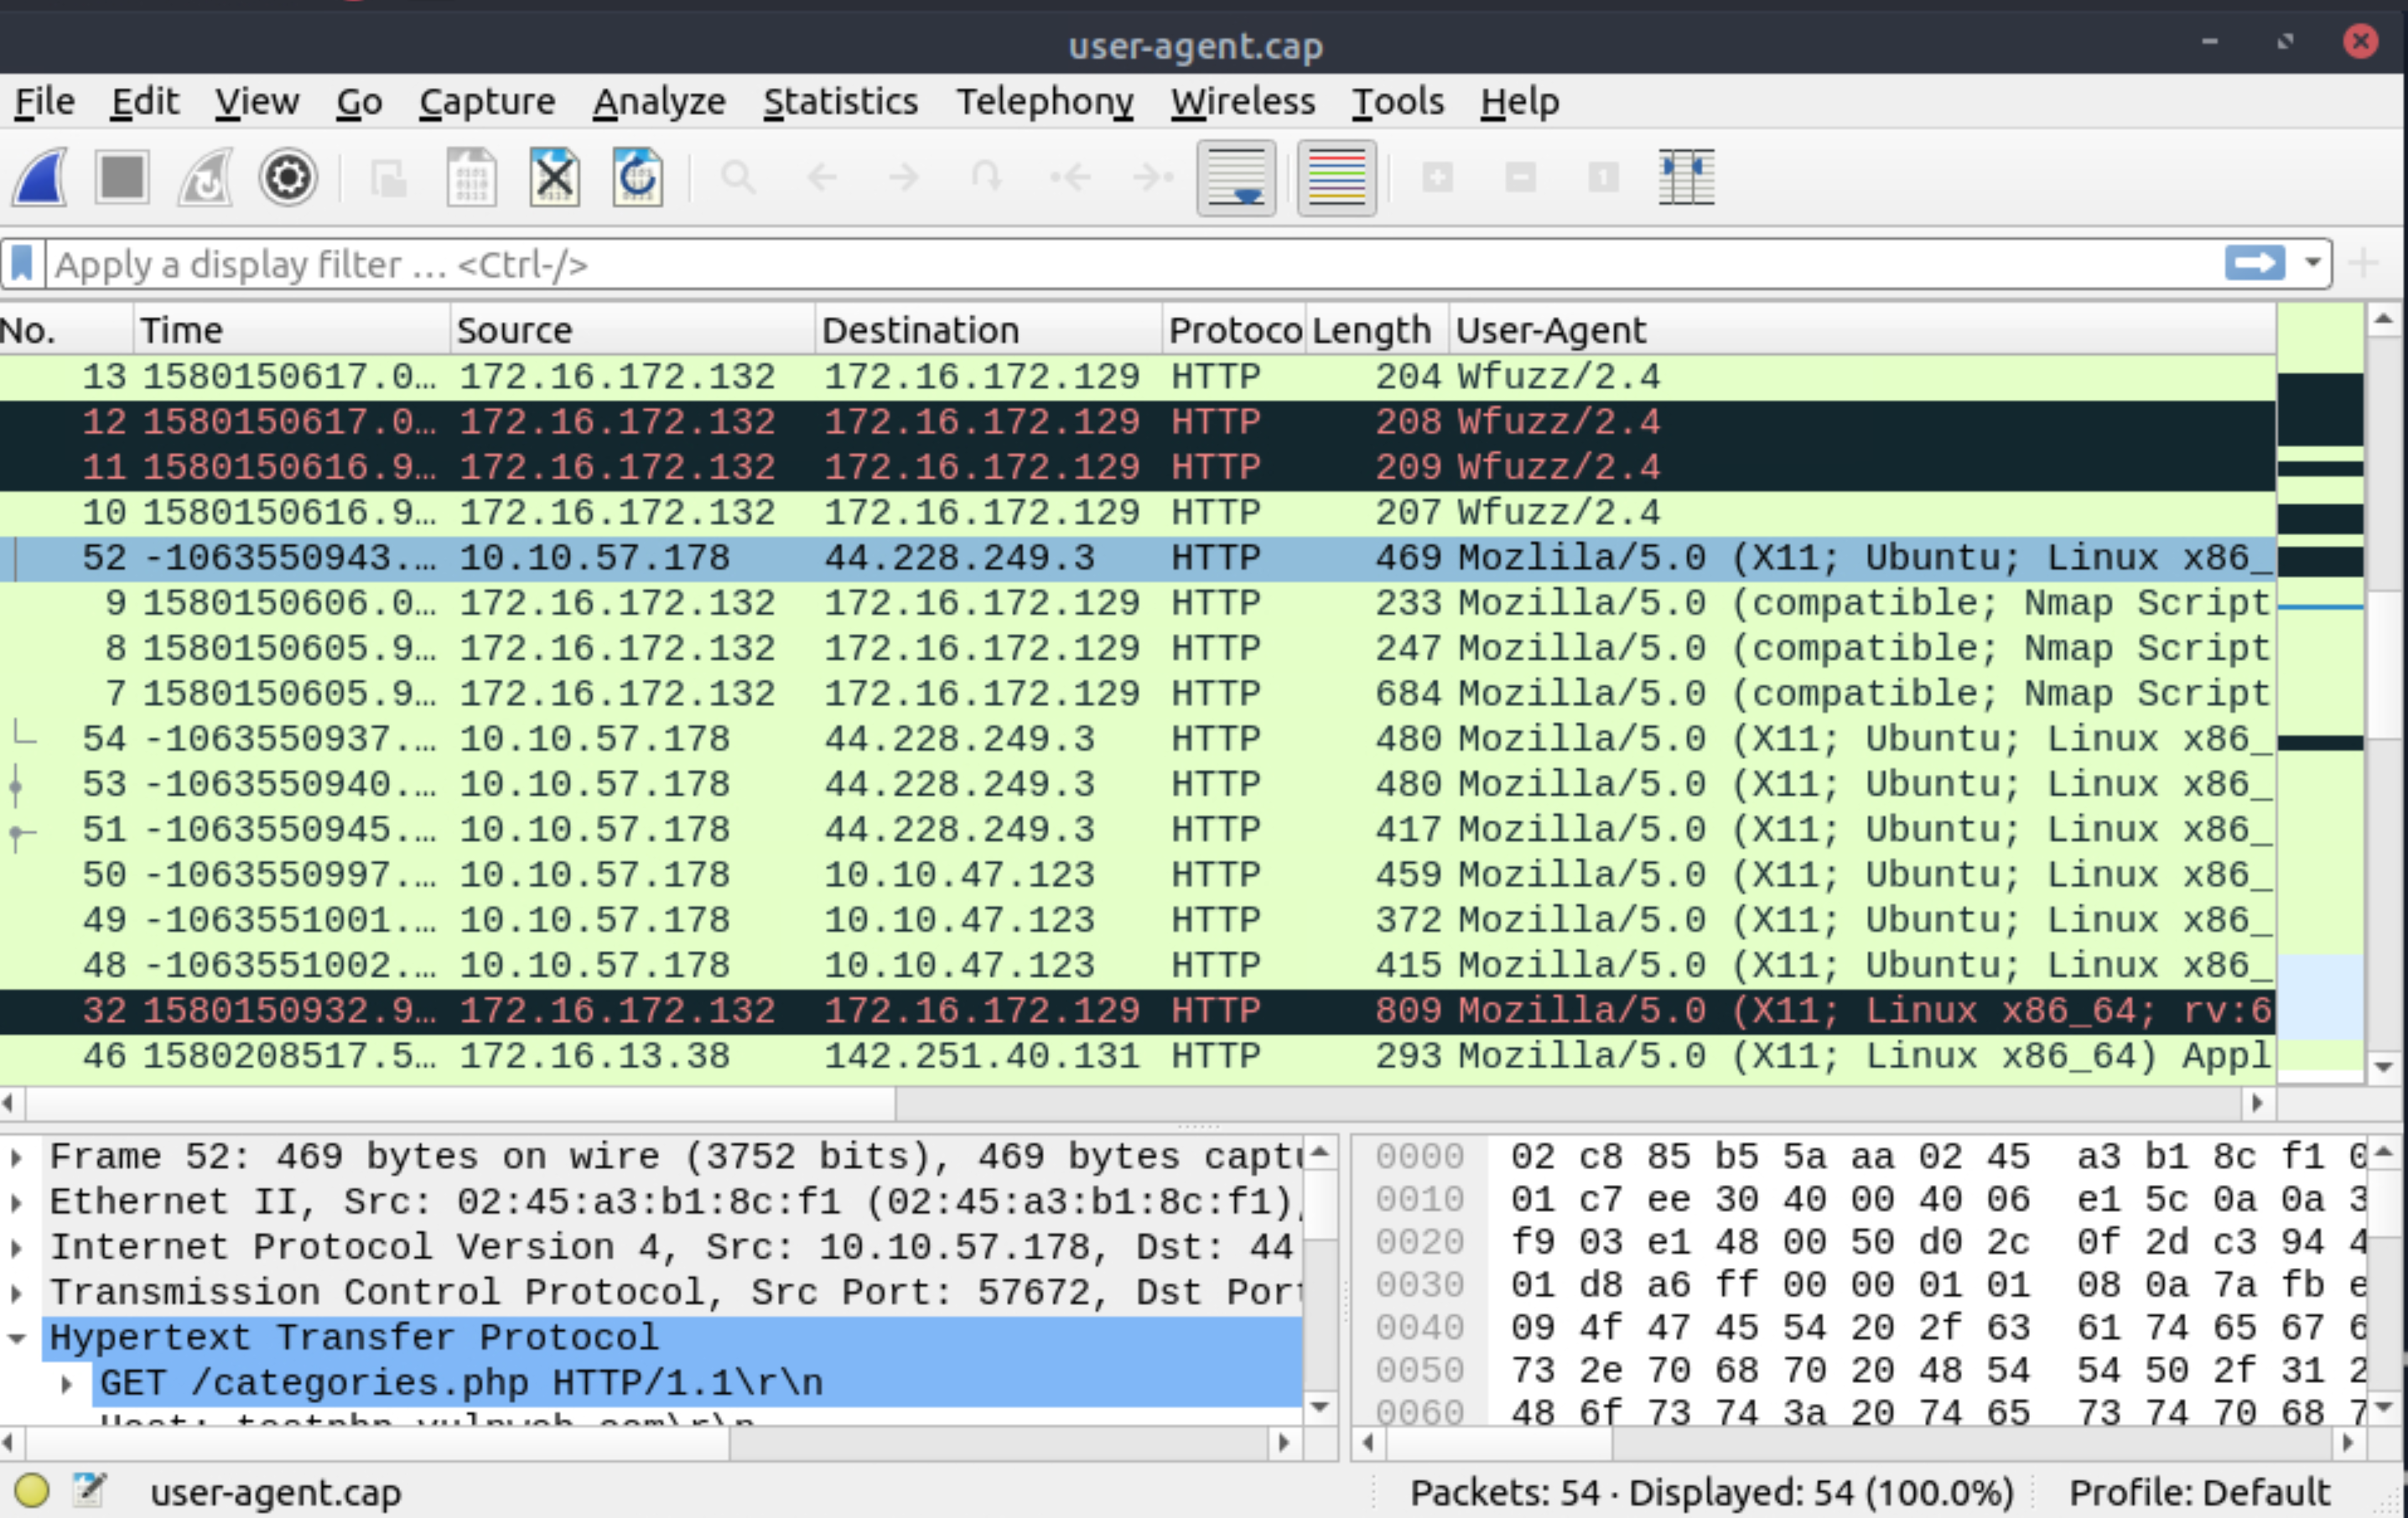 user-agent.cap
File Edit View Go Capture Analyze Statistics Telephony Wireless Tools Help
Apply a display filter … <Ctrl-/>
No. Time Source Destination Protoco Length User-Agent
13 1580150617.0… 172.16.172.132 172.16.172.129 HTTP 204 Wfuzz/2.4
12 1580150617.0… 172.16.172.132 172.16.172.129 HTTP 208 Wfuzz/2.4
11 1580150616.9… 172.16.172.132 172.16.172.129 HTTP 209 Wfuzz/2.4
10 1580150616.9… 172.16.172.132 172.16.172.129 HTTP 207 Wfuzz/2.4
52 -1063550943.… 10.10.57.178 44.228.249.3 HTTP 469 Mozlila/5.0 (X11; Ubuntu; Linux x86_
9 1580150606.0… 172.16.172.132 172.16.172.129 HTTP 233 Mozilla/5.0 (compatible; Nmap Script
8 1580150605.9… 172.16.172.132 172.16.172.129 HTTP 247 Mozilla/5.0 (compatible; Nmap Script
7 1580150605.9… 172.16.172.132 172.16.172.129 HTTP 684 Mozilla/5.0 (compatible; Nmap Script
54 -1063550937.… 10.10.57.178 44.228.249.3 HTTP 480 Mozilla/5.0 (X11; Ubuntu; Linux x86_
53 -1063550940.… 10.10.57.178 44.228.249.3 HTTP 480 Mozilla/5.0 (X11; Ubuntu; Linux x86_
51 -1063550945.… 10.10.57.178 44.228.249.3 HTTP 417 Mozilla/5.0 (X11; Ubuntu; Linux x86_
50 -1063550997.… 10.10.57.178 10.10.47.123 HTTP 459 Mozilla/5.0 (X11; Ubuntu; Linux x86_
49 -1063551001.… 10.10.57.178 10.10.47.123 HTTP 372 Mozilla/5.0 (X11; Ubuntu; Linux x86_
48 -1063551002.… 10.10.57.178 10.10.47.123 HTTP 415 Mozilla/5.0 (X11; Ubuntu; Linux x86_
32 1580150932.9… 172.16.172.132 172.16.172.129 HTTP 809 Mozilla/5.0 (X11; Linux x86_64; rv:6
46 1580208517.5… 172.16.13.38 142.251.40.131 HTTP 293 Mozilla/5.0 (X11; Linux x86_64) Appl
Frame 52: 469 bytes on wire (3752 bits), 469 bytes captu
Ethernet II, Src: 02:45:a3:b1:8c:f1 (02:45:a3:b1:8c:f1),
Internet Protocol Version 4, Src: 10.10.57.178, Dst: 44
Transmission Control Protocol, Src Port: 57672, Dst Port
Hypertext Transfer Protocol
GET /categories.php HTTP/1.1\r\n
Host: testphp.vulnweb.com\r\n
0000 02 c8 85 b5 5a aa 02 45 a3 b1 8c f1 0
0010 01 c7 ee 30 40 00 40 06 e1 5c 0a 0a 3
0020 f9 03 e1 48 00 50 d0 2c 0f 2d c3 94 4
0030 01 d8 a6 ff 00 00 01 01 08 0a 7a fb e
0040 09 4f 47 45 54 20 2f 63 61 74 65 67 6
0050 73 2e 70 68 70 20 48 54 54 50 2f 31 2
0060 48 6f 73 74 3a 20 74 65 73 74 70 68 7
user-agent.cap
Packets: 54 · Displayed: 54 (100.0%)
Profile: Default